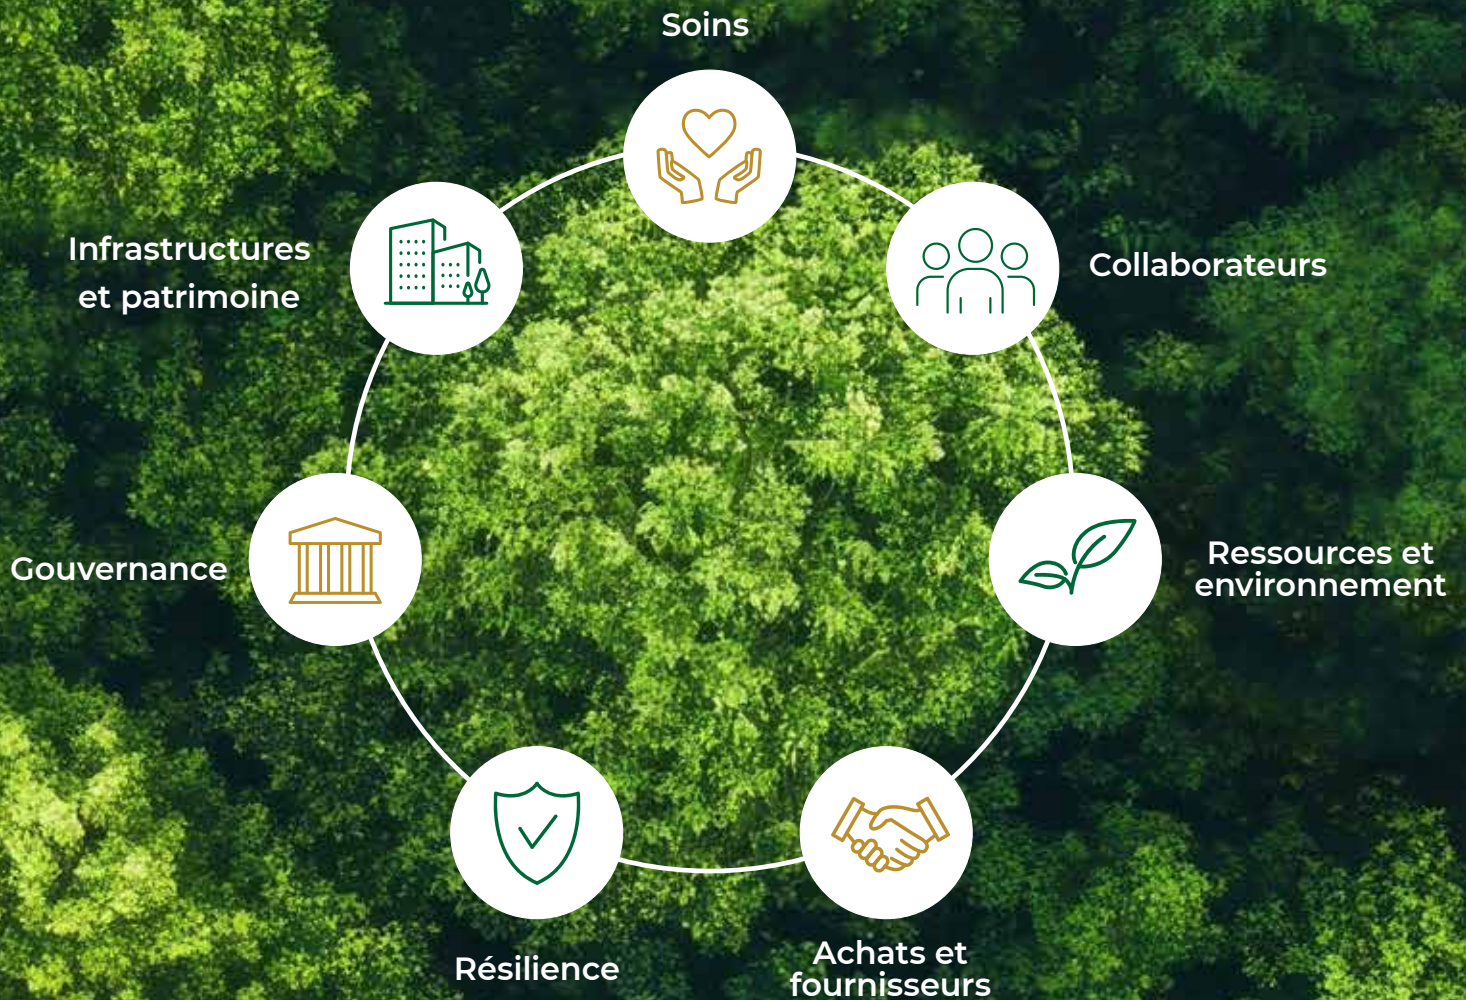 Soins
Collaborateurs
Ressources et
environnement
Achats et
fournisseurs
Résilience
Gouvernance
Infrastructures
et patrimoine